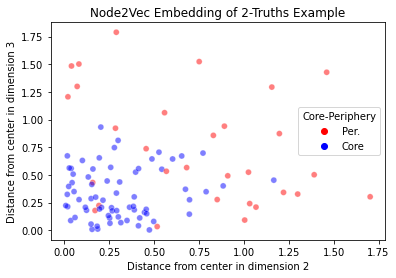 Node2Vec Embedding of 2-Truths Example
Distance from center in dimension 3
1.75
1.50
1.25
1.00
0.75
0.50
0.25
0.00
Core-Periphery
Per.
Core
0.00 0.25 0.50 0.75 1.00 1.25 1.50 1.75
Distance from center in dimension 2